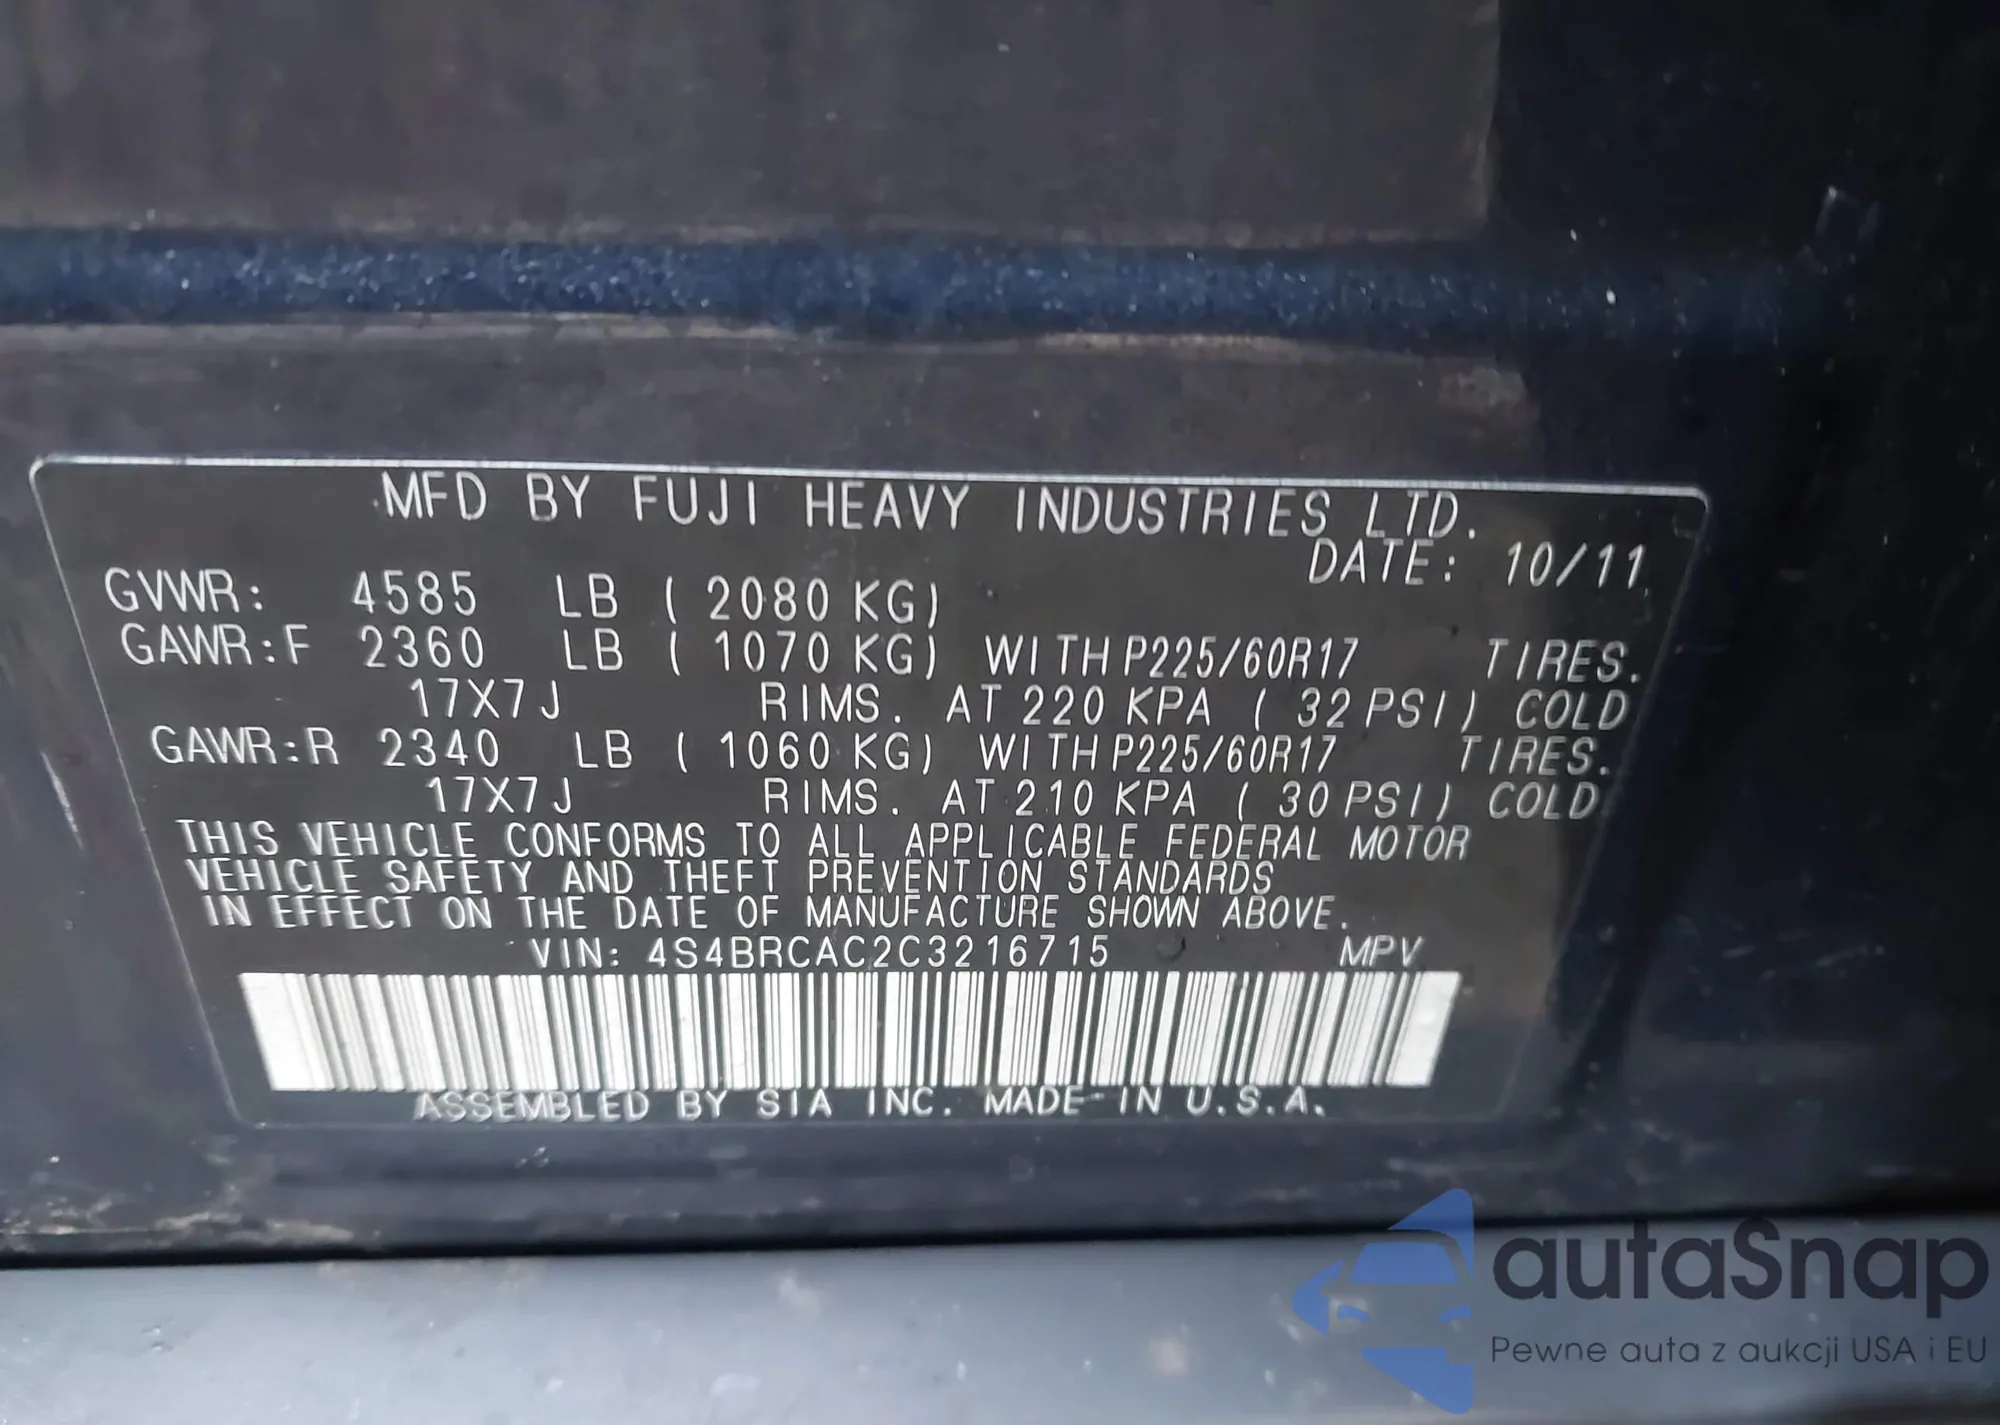 MFD BY FUJI HEAVY INDUSTRIES LTD.
DATE: 10/11
GVWR: 4585 LB ( 2080 KG)
GAWR:F 2360 LB ( 1070 KG) WITH P225/60R17 TIRES.
17X7J RIMS. AT 220 KPA ( 32 PSI) COLD
GAWR:R 2340 LB ( 1060 KG) WITH P225/60R17 TIRES.
17X7J RIMS. AT 210 KPA ( 30 PSI) COLD
THIS VEHICLE CONFORMS TO ALL APPLICABLE FEDERAL MOTOR
VEHICLE SAFETY AND THEFT PREVENTION STANDARDS
IN EFFECT ON THE DATE OF MANUFACTURE SHOWN ABOVE.
VIN: 4S4BRCAC2C3216715 MPV
ASSEMBLED BY SIA INC. MADE IN U.S.A.
autaSnap
Pewne auta z aukcji USA i EU